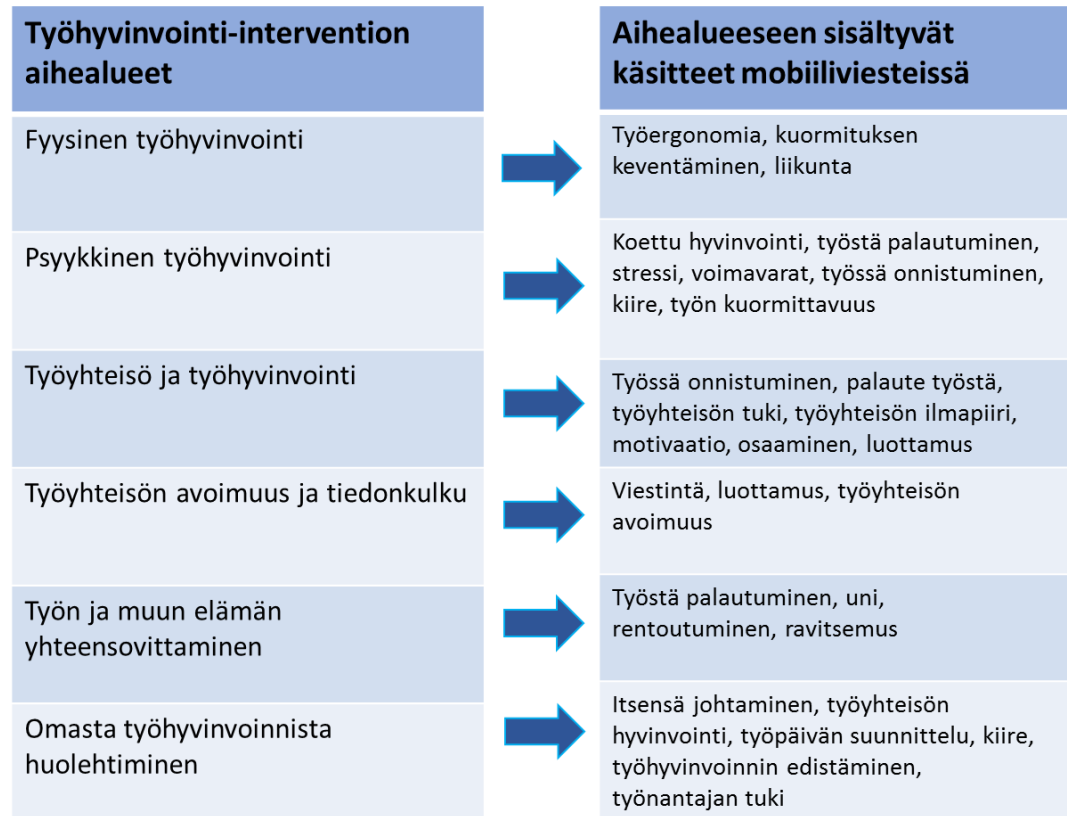 Työhyvinvointi-intervention
aihealueet
Aihealueeseen sisältyvät
käsitteet mobiiliviesteissä
Fyysinen työhyvinvointi
Työergonomia, kuormituksen
keventäminen, liikunta
Psyykkinen työhyvinvointi
Koettu hyvinvointi, työstä palautuminen,
stressi, voimavarat, työssä onnistuminen,
kiire, työn kuormittavuus
Työyhteisö ja työhyvinvointi
Työssä onnistuminen, palaute työstä,
työyhteisön tuki, työyhteisön ilmapiiri,
motivaatio, osaaminen, luottamus
Työyhteisön avoimuus ja tiedonkulku
Viestintä, luottamus, työyhteisön
avoimuus
Työn ja muun elämän
yhteensovittaminen
Työstä palautuminen, uni,
rentoutuminen, ravitsemus
Omasta työhyvinvoinnista
huolehtiminen
Itsensä johtaminen, työyhteisön
hyvinvointi, työpäivän suunnittelu, kiire,
työhyvinvoinnin edistäminen,
työnantajan tuki